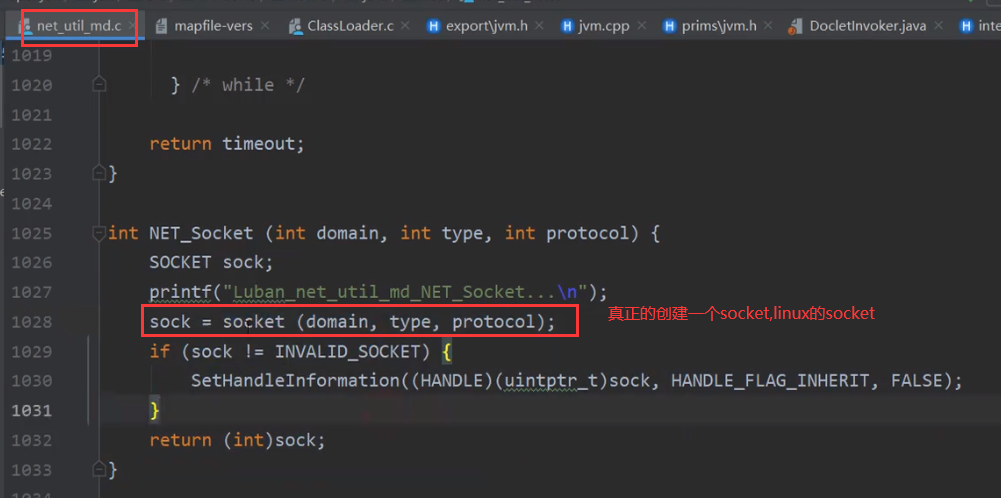 net_util_md.c mapfile-vers ClassLoader.c export\jvm.h jvm.cpp prims\jvm.h DocletInvoker.java inte
1019
1020 } /* while */
1021
1022 return timeout;
1023 }
1024
1025 int NET_Socket (int domain, int type, int protocol) {
1026 SOCKET sock;
1027 printf("Luban_net_util_md_NET_Socket...\n");
1028 sock = socket (domain, type, protocol); 真正的创建一个socket,linux的socket
1029 if (sock != INVALID_SOCKET) {
1030 SetHandleInformation((HANDLE)(uintptr_t)sock, HANDLE_FLAG_INHERIT, FALSE);
1031 }
1032 return (int)sock;
1033 }